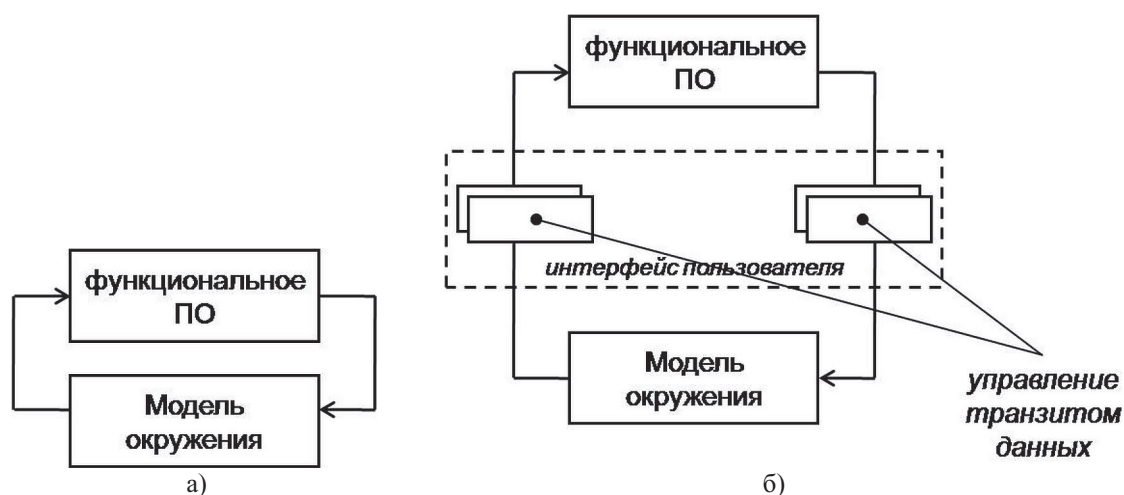 функциональное
ПО
Модель
окружения
а)
функциональное
ПО
интерфейс пользователя
Модель
окружения
управление
транзитом
данных
б)